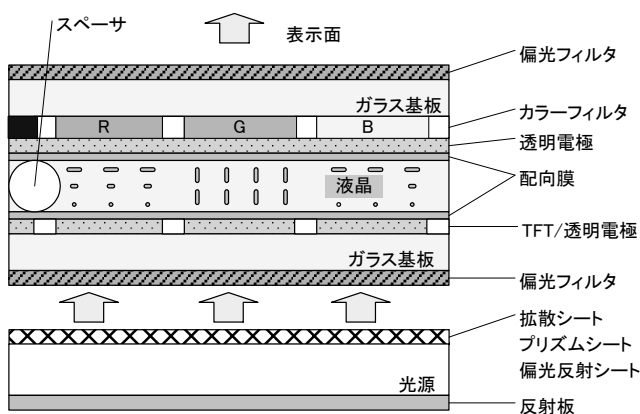 スペーサ
表示面
偏光フィルタ
ガラス基板
カラーフィルタ
R
G
B
透明電極
配向膜
液晶
TFT/透明電極
ガラス基板
偏光フィルタ
拡散シート
プリズムシート
偏光反射シート
光源
反射板